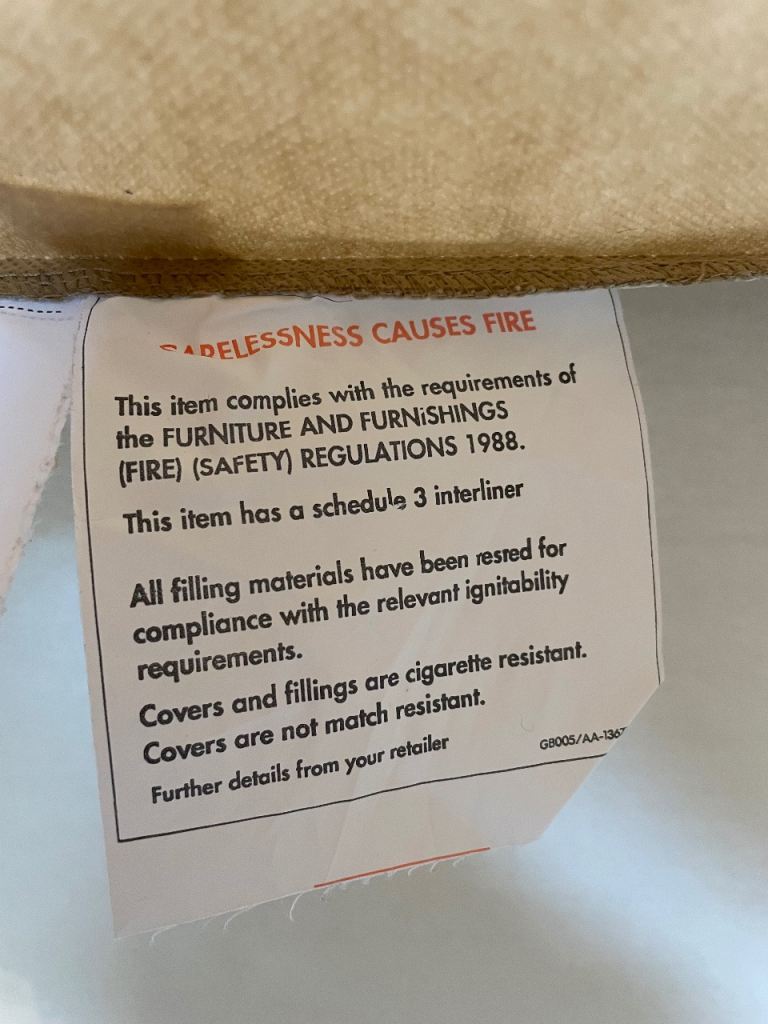 CARELESSNESS CAUSES FIRE
This item complies with the requirements of
the FURNITURE AND FURNiSHINGS
(FIRE) (SAFETY) REGULATIONS 1988.
This item has a schedule 3 interliner
All filling materials have been resred for
compliance with the relevant ignitability
requirements.
Covers and fillings are cigarette resistant.
Covers are not match resistant.
Further details from your retailer
GB005/AA-1367